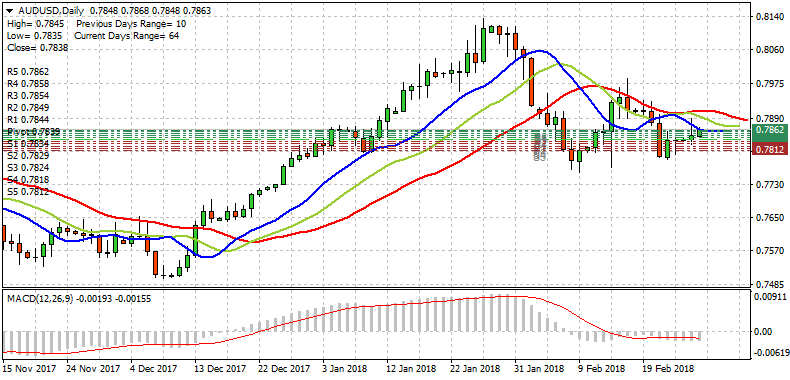 AUDUSD,Daily 0.7848 0.7868 0.7848 0.7863
High= 0.7845 Previous Days Range= 10
Low= 0.7835 Current Days Range= 64
Close= 0.7838
R5 0.7862
R4 0.7858
R3 0.7854
R2 0.7849
R1 0.7844
Pivot 0.7839
S1 0.7834
S2 0.7829
S3 0.7824
S4 0.7818
S5 0.7812
0.8140
0.8060
0.7975
0.7890
0.7862
0.7812
0.7730
0.7650
0.7570
0.7485
MACD(12,26,9) -0.00193 -0.00155
0.00911
0.00
-0.00619
15 Nov 2017 24 Nov 2017 4 Dec 2017 13 Dec 2017 22 Dec 2017 3 Jan 2018 12 Jan 2018 22 Jan 2018 31 Jan 2018 9 Feb 2018 19 Feb 2018